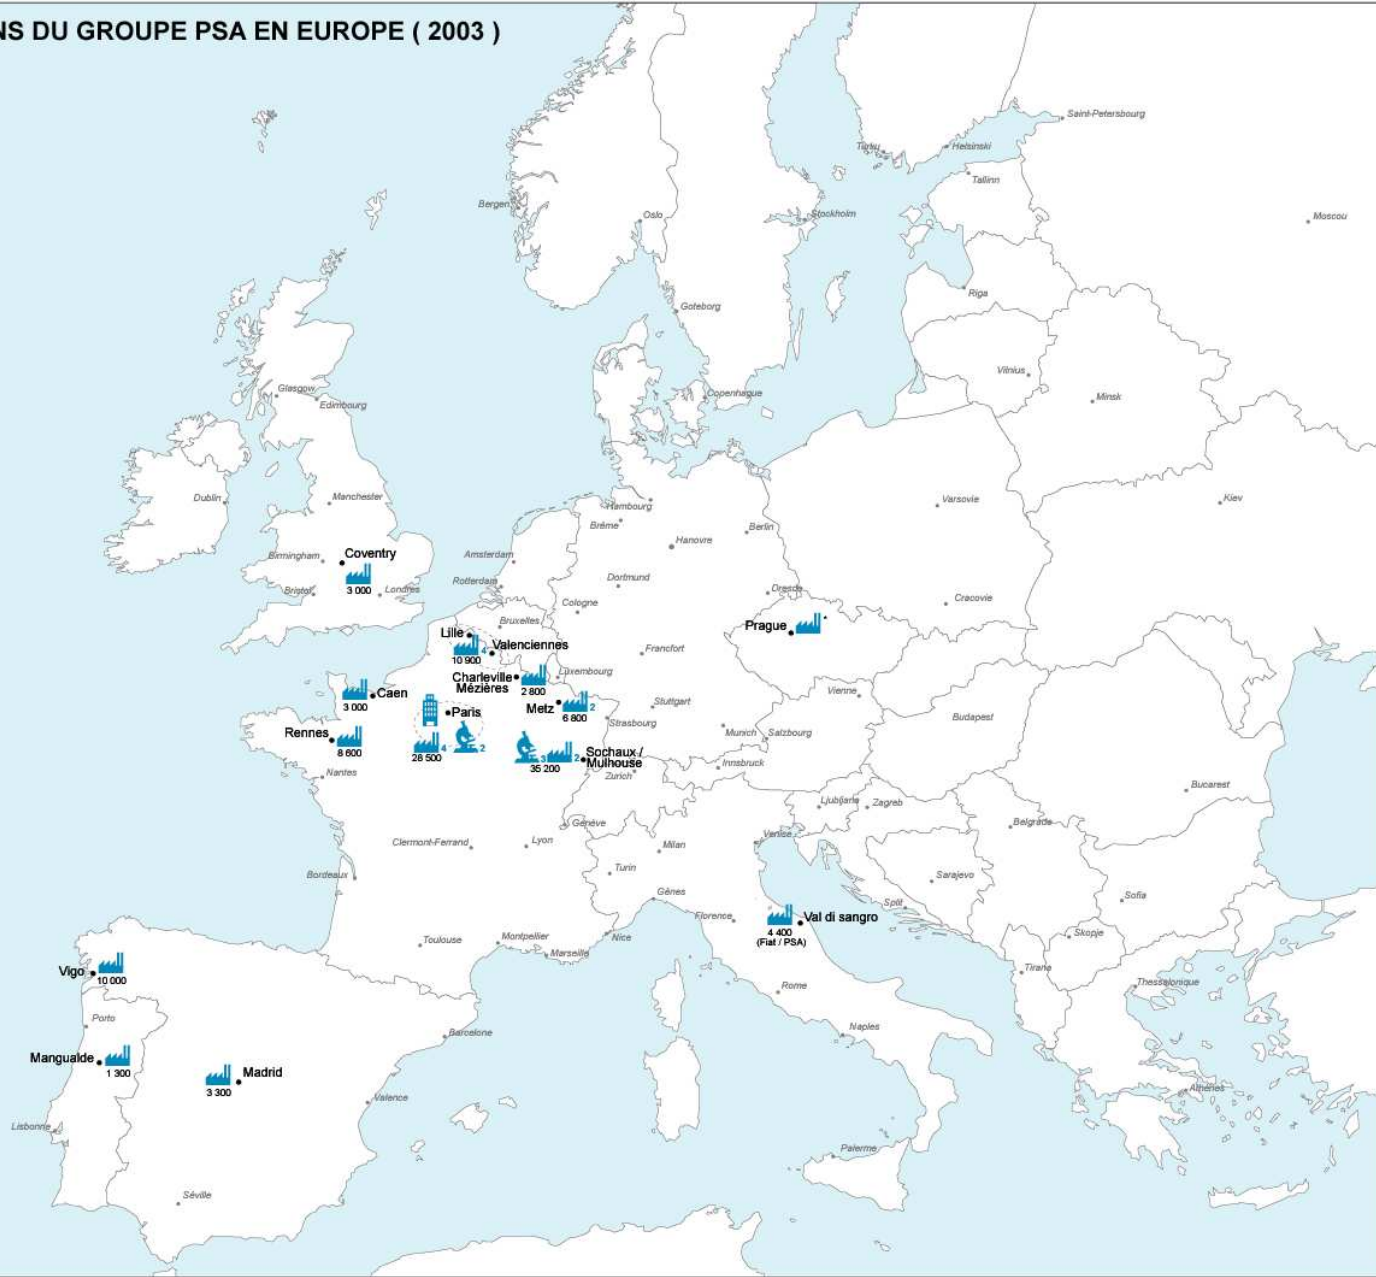 NS DU GROUPE PSA EN EUROPE ( 2003 )
Saint-Petersbourg
Turku
Helsinski
Tallinn
Bergen
Oslo
Stockholm
Moscou
Riga
Goteborg
Vilnius
Glasgow
Edimbourg
Copenhague
Minsk
Dublin
Manchester
Hambourg
Varsovie
Kiev
Brême
Berlin
Hanovre
Birmingham
Coventry
3 000
Amsterdam
Rotterdam
Bristol
Londres
Dortmund
Dresde
Cologne
Cracovie
Bruxelles
Lille
10 900
4
Valenciennes
Prague
*
Francfort
Charleville
Mézières
2 800
Luxembourg
Caen
3 000
Metz
2
6 800
Vienne
Stuttgart
Paris
Strasbourg
Budapest
Rennes
8 600
28 500
4
2
3
2
35 200
Sochaux /
Mulhouse
Munich
Salzbourg
Innsbruck
Nantes
Zurich
Bucarest
Ljubljana
Zagreb
Genève
Belgrade
Venise
Clermont-Ferrand
Lyon
Milan
Turin
Bordeaux
Sarajevo
Gênes
Sofia
Split
Florence
Val di sangro
4 400
(Fiat / PSA)
Toulouse
Montpellier
Nice
Marseille
Skopje
Vigo
10 000
Tirana
Thessalonique
Rome
Porto
Naples
Barcelone
Mangualde
1 300
Madrid
3 300
Valence
Athènes
Lisbonne
Palerme
Séville